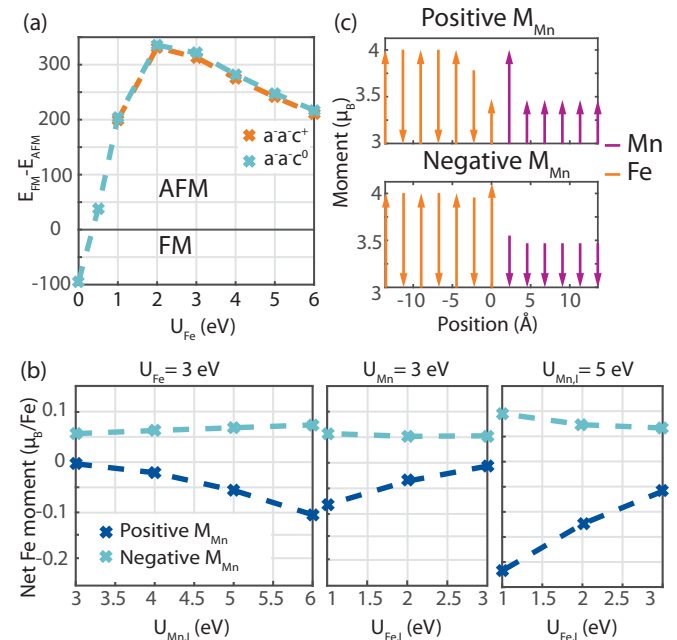 (a)
E_FM-E_AFM
300
200
100
0
-100
a⁻a⁻c⁺
a⁻a⁻c⁰
AFM
FM
0 1 2 3 4 5 6
U_Fe (eV)
(c)
Positive M_Mn
4
3.5
3
Negative M_Mn
4
3.5
3
Moment (μ_B)
-10 -5 0 5 10
Position (Å)
Mn
Fe
(b)
U_Fe = 3 eV
U_Mn = 3 eV
U_Mn,I = 5 eV
Net Fe moment (μ_B/Fe)
0.1
0
-0.1
-0.2
Positive M_Mn
Negative M_Mn
3 3.5 4 4.5 5 5.5 6
U_Mn,I (eV)
1 1.5 2 2.5 3
U_Fe,I (eV)
1 1.5 2 2.5 3
U_Fe,I (eV)